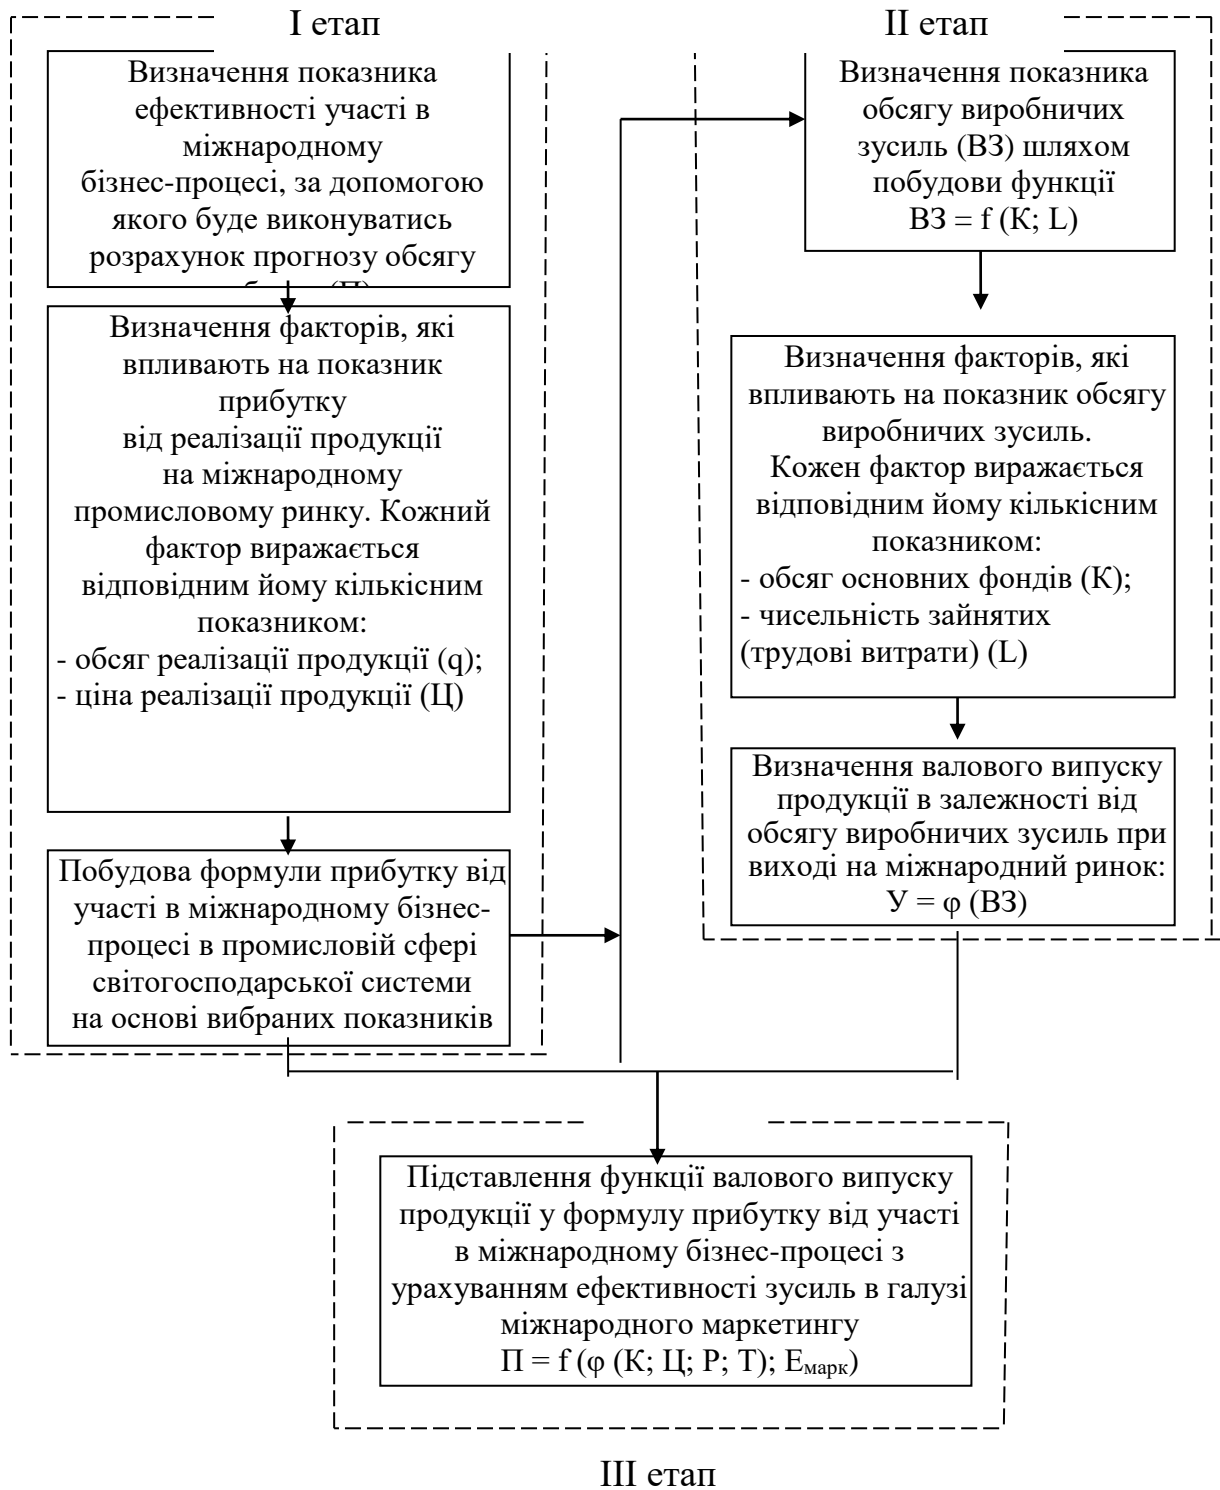 І етап
Визначення показника
ефективності участі в
міжнародному
бізнес-процесі, за допомогою
якого буде виконуватись
розрахунок прогнозу обсягу
Визначення факторів, які
впливають на показник
прибутку
від реалізації продукції
на міжнародному
промисловому ринку. Кожний
фактор виражається
відповідним йому кількісним
показником:
- обсяг реалізації продукції (q);
- ціна реалізації продукції (Ц)
Побудова формули прибутку від
участі в міжнародному бізнес-
процесі в промисловій сфері
світогосподарської системи
на основі вибраних показників
ІІ етап
Визначення показника
обсягу виробничих
зусиль (ВЗ) шляхом
побудови функції
ВЗ = f (К; L)
Визначення факторів, які
впливають на показник обсягу
виробничих зусиль.
Кожен фактор виражається
відповідним йому кількісним
показником:
- обсяг основних фондів (К);
- чисельність зайнятих
(трудові витрати) (L)
Визначення валового випуску
продукції в залежності від
обсягу виробничих зусиль при
виході на міжнародний ринок:
У = φ (ВЗ)
Підставлення функції валового випуску
продукції у формулу прибутку від участі
в міжнародному бізнес-процесі з
урахуванням ефективності зусиль в галузі
міжнародного маркетингу
П = f (φ (К; Ц; Р; Т); Емарк)
ІІІ етап